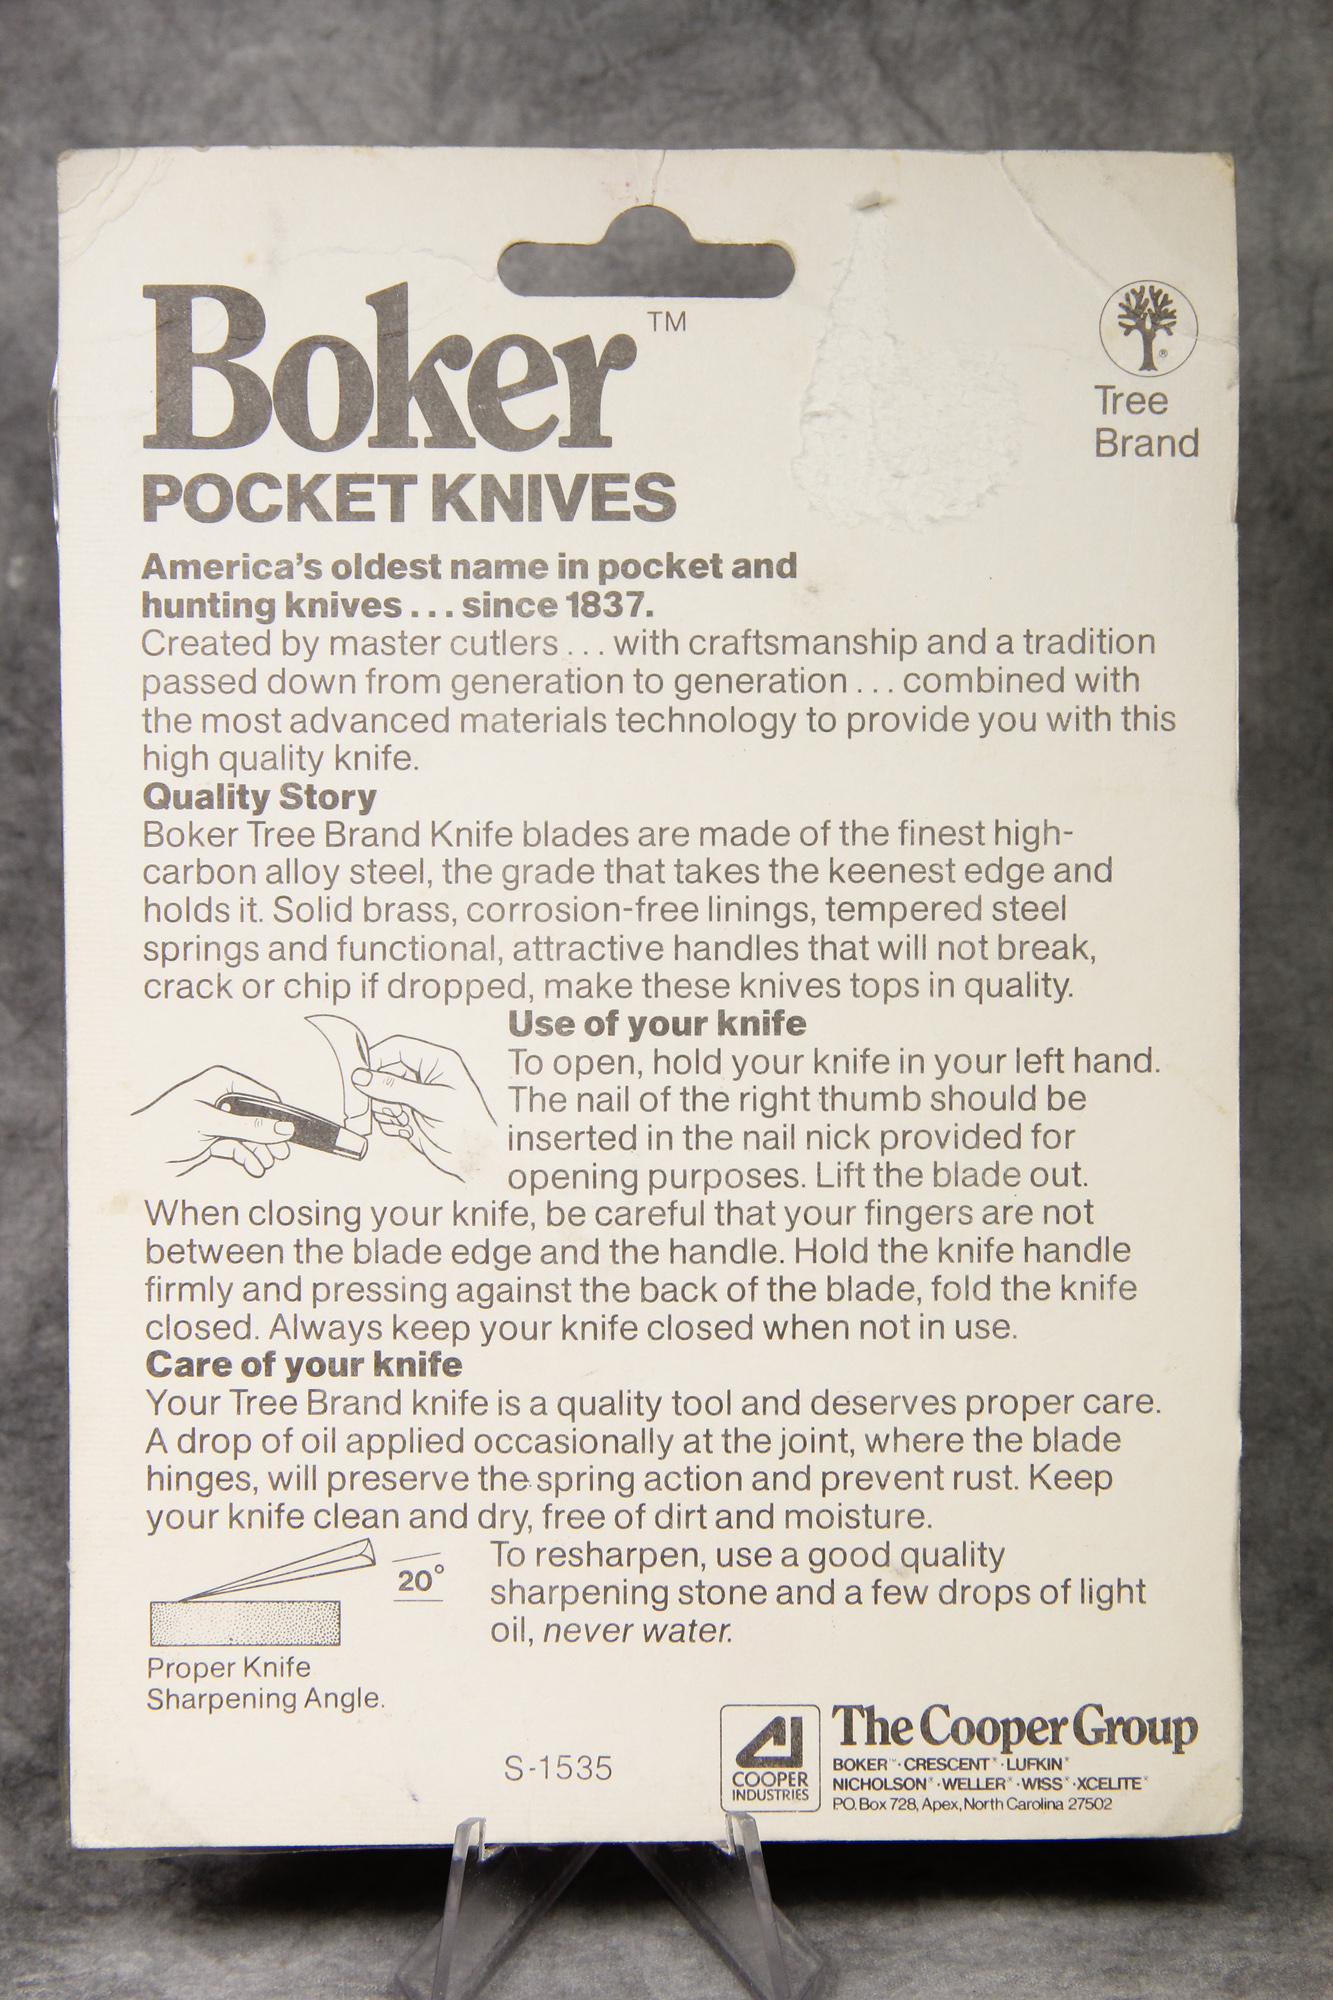 Boker™
Tree
Brand
POCKET KNIVES
America's oldest name in pocket and
hunting knives . . . since 1837.
Created by master cutlers . . . with craftsmanship and a tradition
passed down from generation to generation . . . combined with
the most advanced materials technology to provide you with this
high quality knife.
Quality Story
Boker Tree Brand Knife blades are made of the finest high-
carbon alloy steel, the grade that takes the keenest edge and
holds it. Solid brass, corrosion-free linings, tempered steel
springs and functional, attractive handles that will not break,
crack or chip if dropped, make these knives tops in quality.
Use of your knife
To open, hold your knife in your left hand.
The nail of the right thumb should be
inserted in the nail nick provided for
opening purposes. Lift the blade out.
When closing your knife, be careful that your fingers are not
between the blade edge and the handle. Hold the knife handle
firmly and pressing against the back of the blade, fold the knife
closed. Always keep your knife closed when not in use.
Care of your knife
Your Tree Brand knife is a quality tool and deserves proper care.
A drop of oil applied occasionally at the joint, where the blade
hinges, will preserve the spring action and prevent rust. Keep
your knife clean and dry, free of dirt and moisture.
20°
To resharpen, use a good quality
sharpening stone and a few drops of light
oil, never water.
Proper Knife
Sharpening Angle.
S-1535
COOPER
INDUSTRIES
The Cooper Group
BOKER™ · CRESCENT® · LUFKIN®
NICHOLSON® · WELLER® · WISS® · XCELITE®
P.O. Box 728, Apex, North Carolina 27502